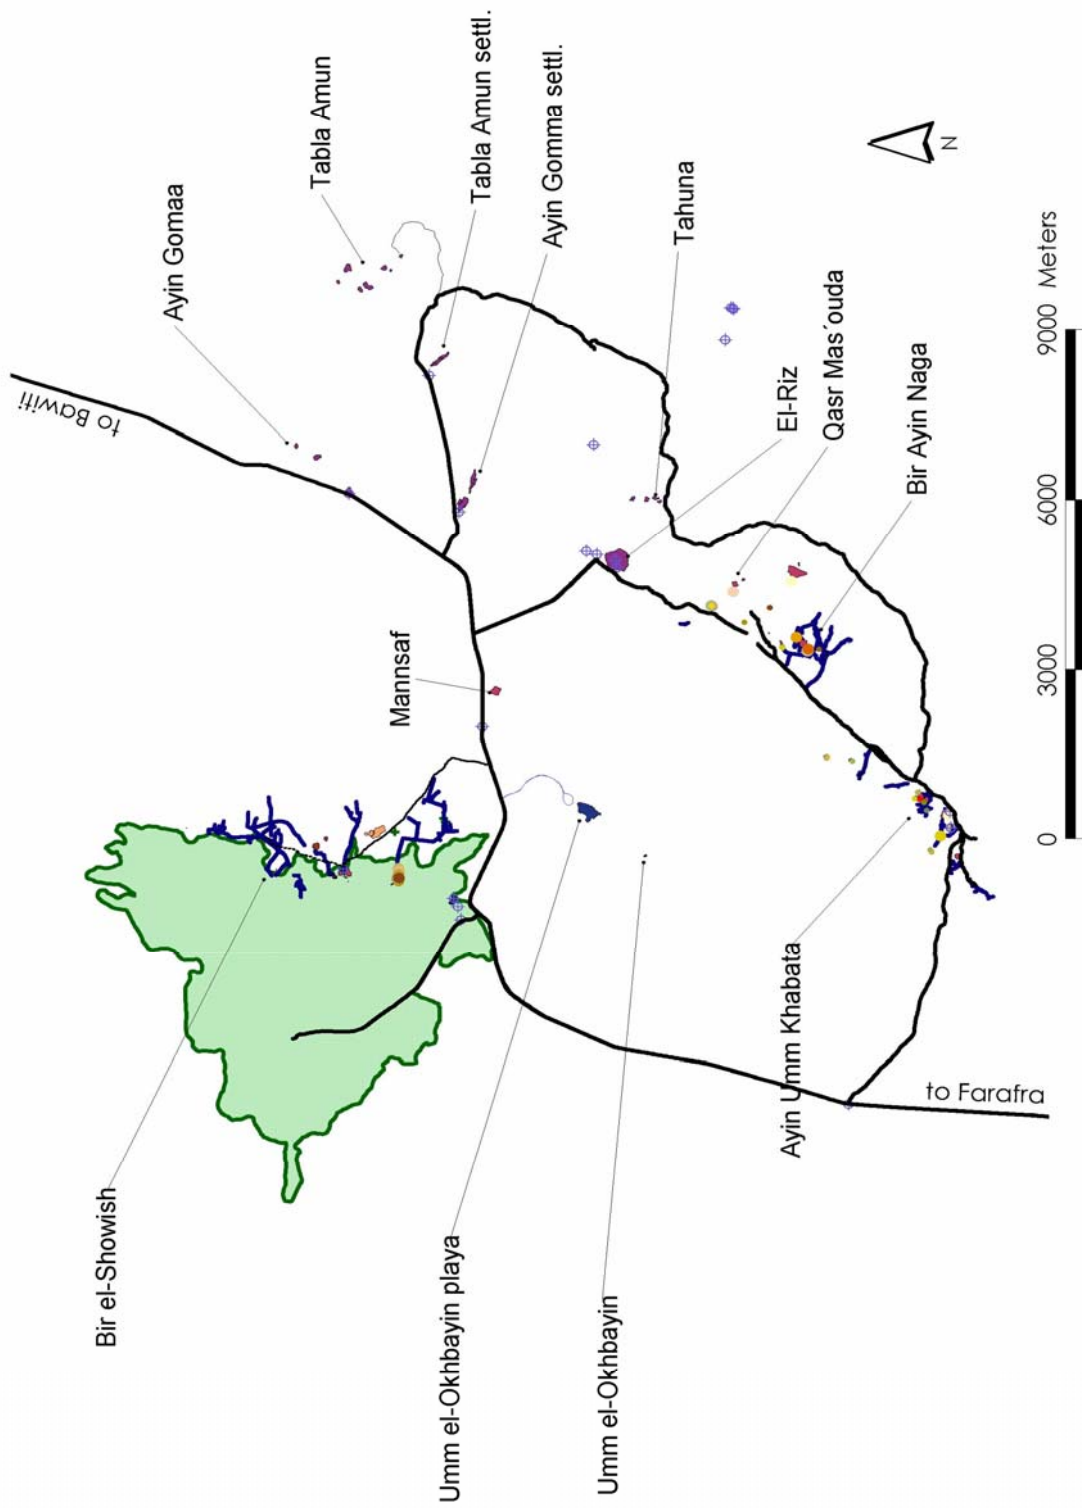 Ayin Gomaa
Tabla Amun
Tabla Amun settl.
Ayin Gomma settl.
to Bawiti
Tahuna
El-Riz
Qasr Mas´ouda
Bir Ayin Naga
Mannsaf
N
Bir el-Showish
Umm el-Okhbayin playa
Umm el-Okhbayin
Ayin Umm Khabata
to Farafra
0 3000 6000 9000 Meters